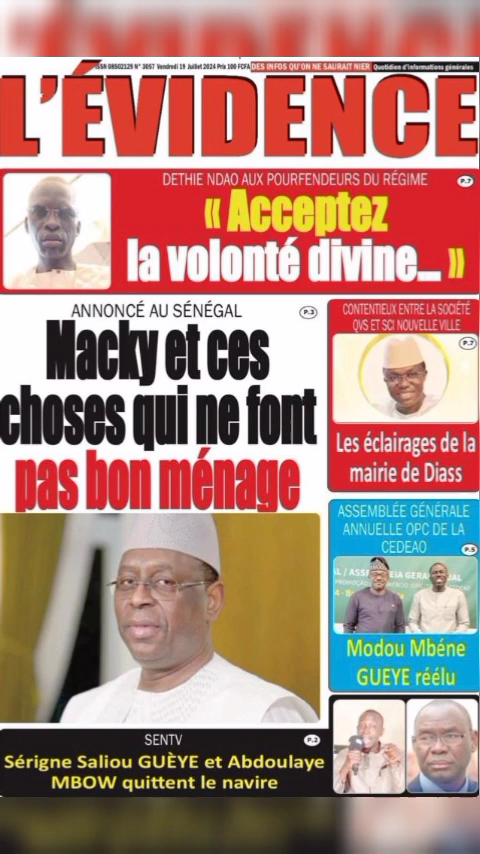 ISSN 08502129 N° 3057 Vendredi 19 Juillet 2024 Prix 100 FCFA
DES INFOS QU'ON NE SAURAIT NIER
Quotidien d'informations générales
L'ÉVIDENCE
DETHIE NDAO AUX POURFENDEURS DU RÉGIME
P.7
« Acceptez
la volonté divine... »
ANNONCÉ AU SÉNÉGAL
P.3
Macky et ces
choses qui ne font
pas bon ménage
CONTENTIEUX ENTRE LA SOCIÉTÉ
QVS ET SCI NOUVELLE VILLE
P.7
Les éclairages de la
mairie de Diass
ASSEMBLÉE GÉNÉRALE
ANNUELLE OPC DE LA
CEDEAO
P.5
Modou Mbéne
GUEYE réélu
SENTV
P.2
Sérigne Saliou GUÈYE et Abdoulaye
MBOW quittent le navire